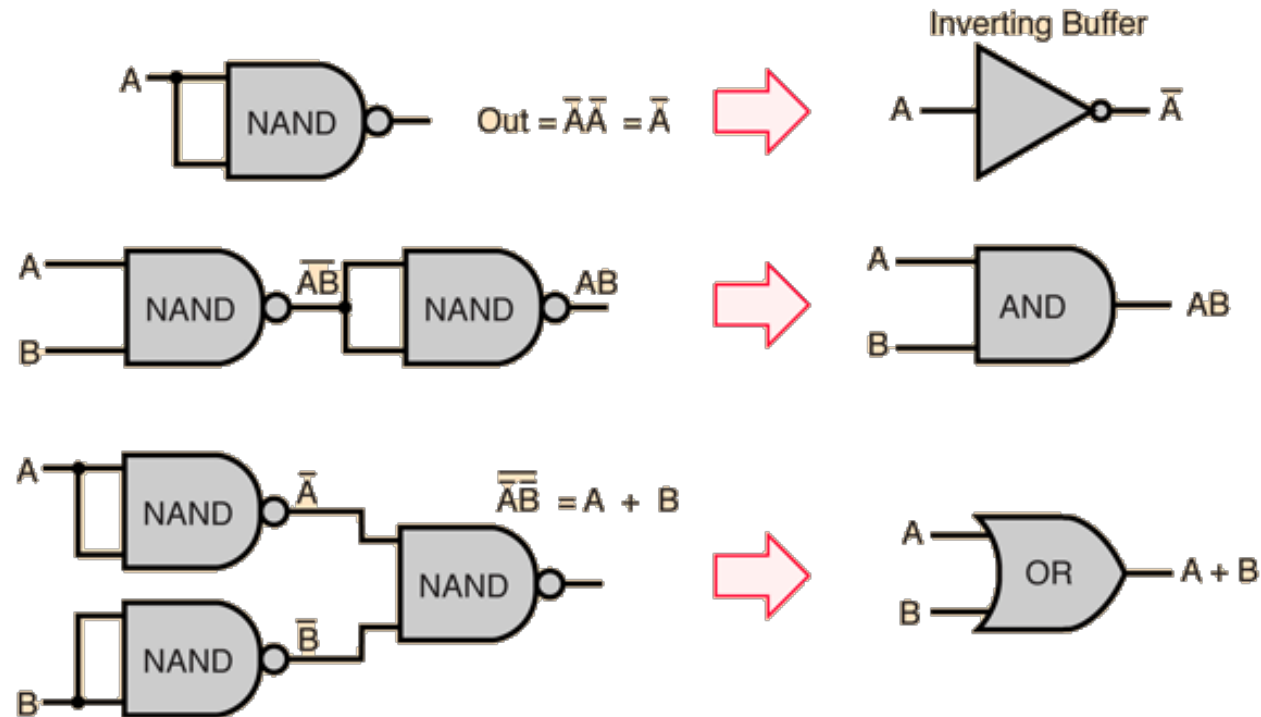 Inverting Buffer
A NAND Out = A̅A̅ = A̅ A A̅
A B NAND A̅B̅ NAND AB A B AND AB
A NAND A̅
A̅̅B̅̅ = A + B
NAND
B NAND B̅
A B OR A + B